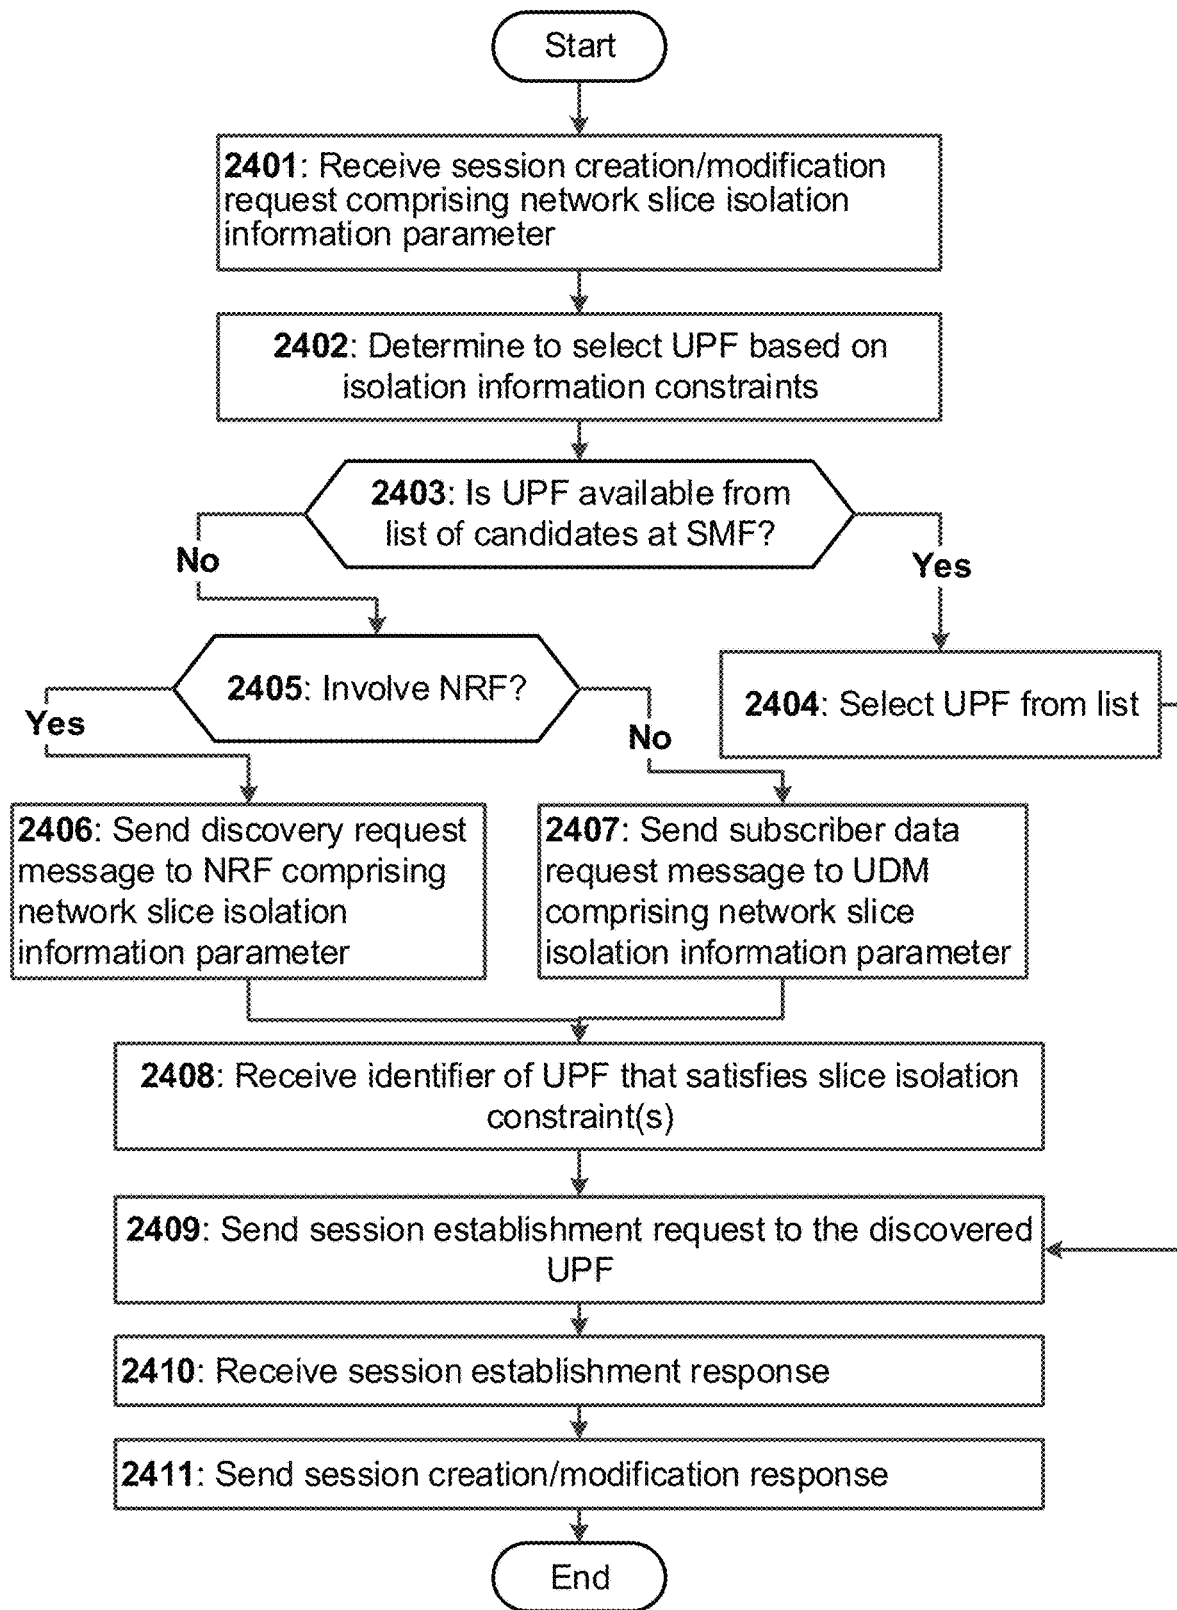 Start
2401: Receive session creation/modification
request comprising network slice isolation
information parameter
2402: Determine to select UPF based on
isolation information constraints
2403: Is UPF available from
list of candidates at SMF?
No
Yes
2405: Involve NRF?
2404: Select UPF from list
Yes
No
2406: Send discovery request
message to NRF comprising
network slice isolation
information parameter
2407: Send subscriber data
request message to UDM
comprising network slice
isolation information parameter
2408: Receive identifier of UPF that satisfies slice isolation
constraint(s)
2409: Send session establishment request to the discovered
UPF
2410: Receive session establishment response
2411: Send session creation/modification response
End